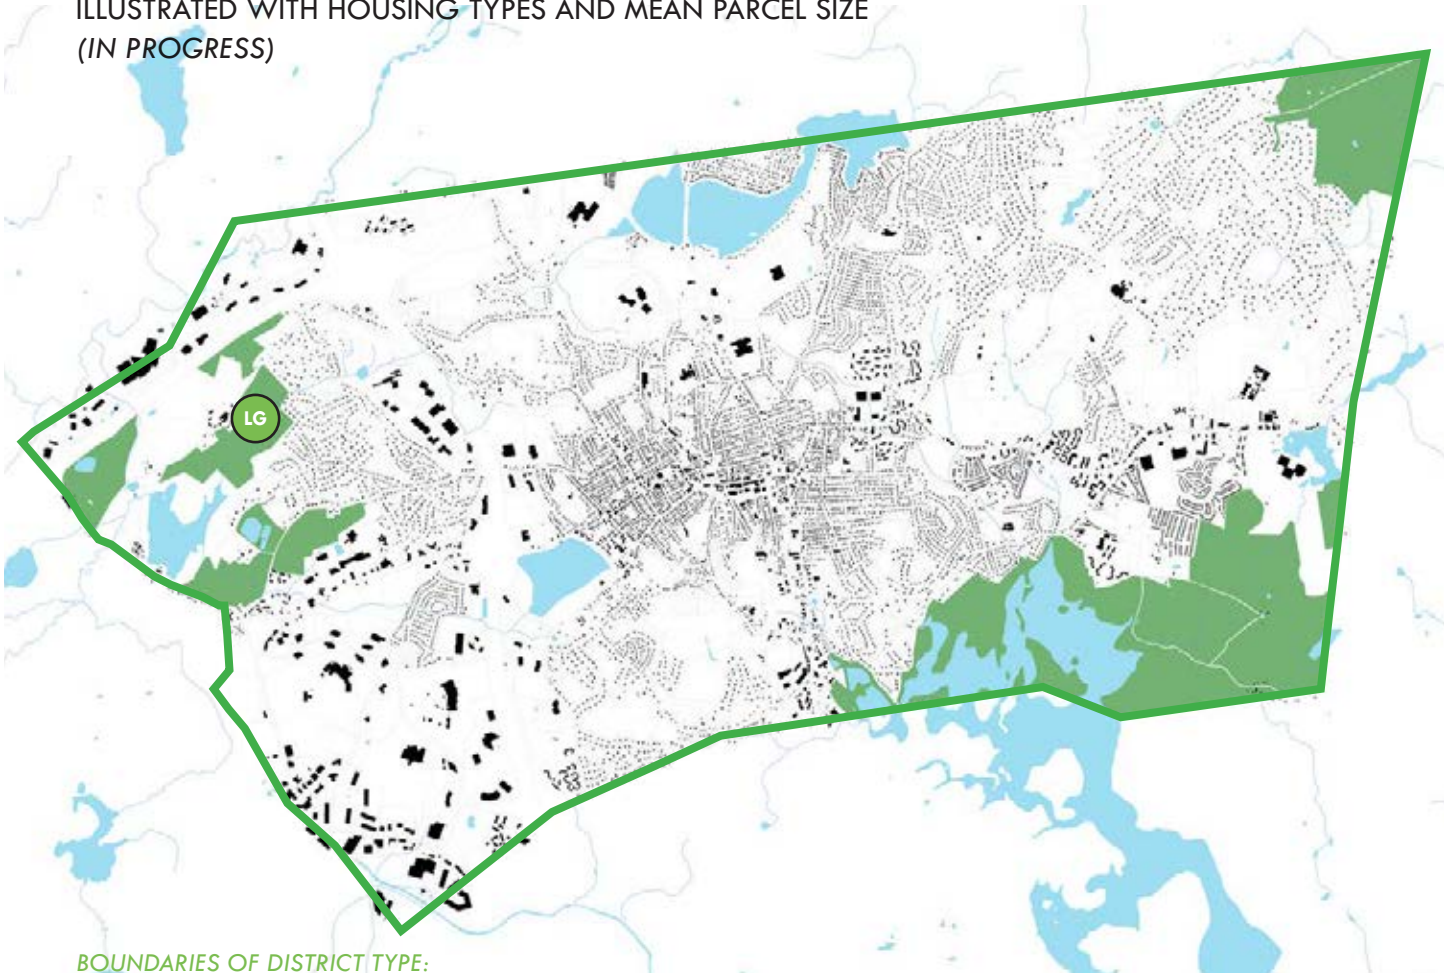 ILLUSTRATED WITH HOUSING TYPES AND MEAN PARCEL SIZE
(IN PROGRESS)
LG
BOUNDARIES OF DISTRICT TYPE: